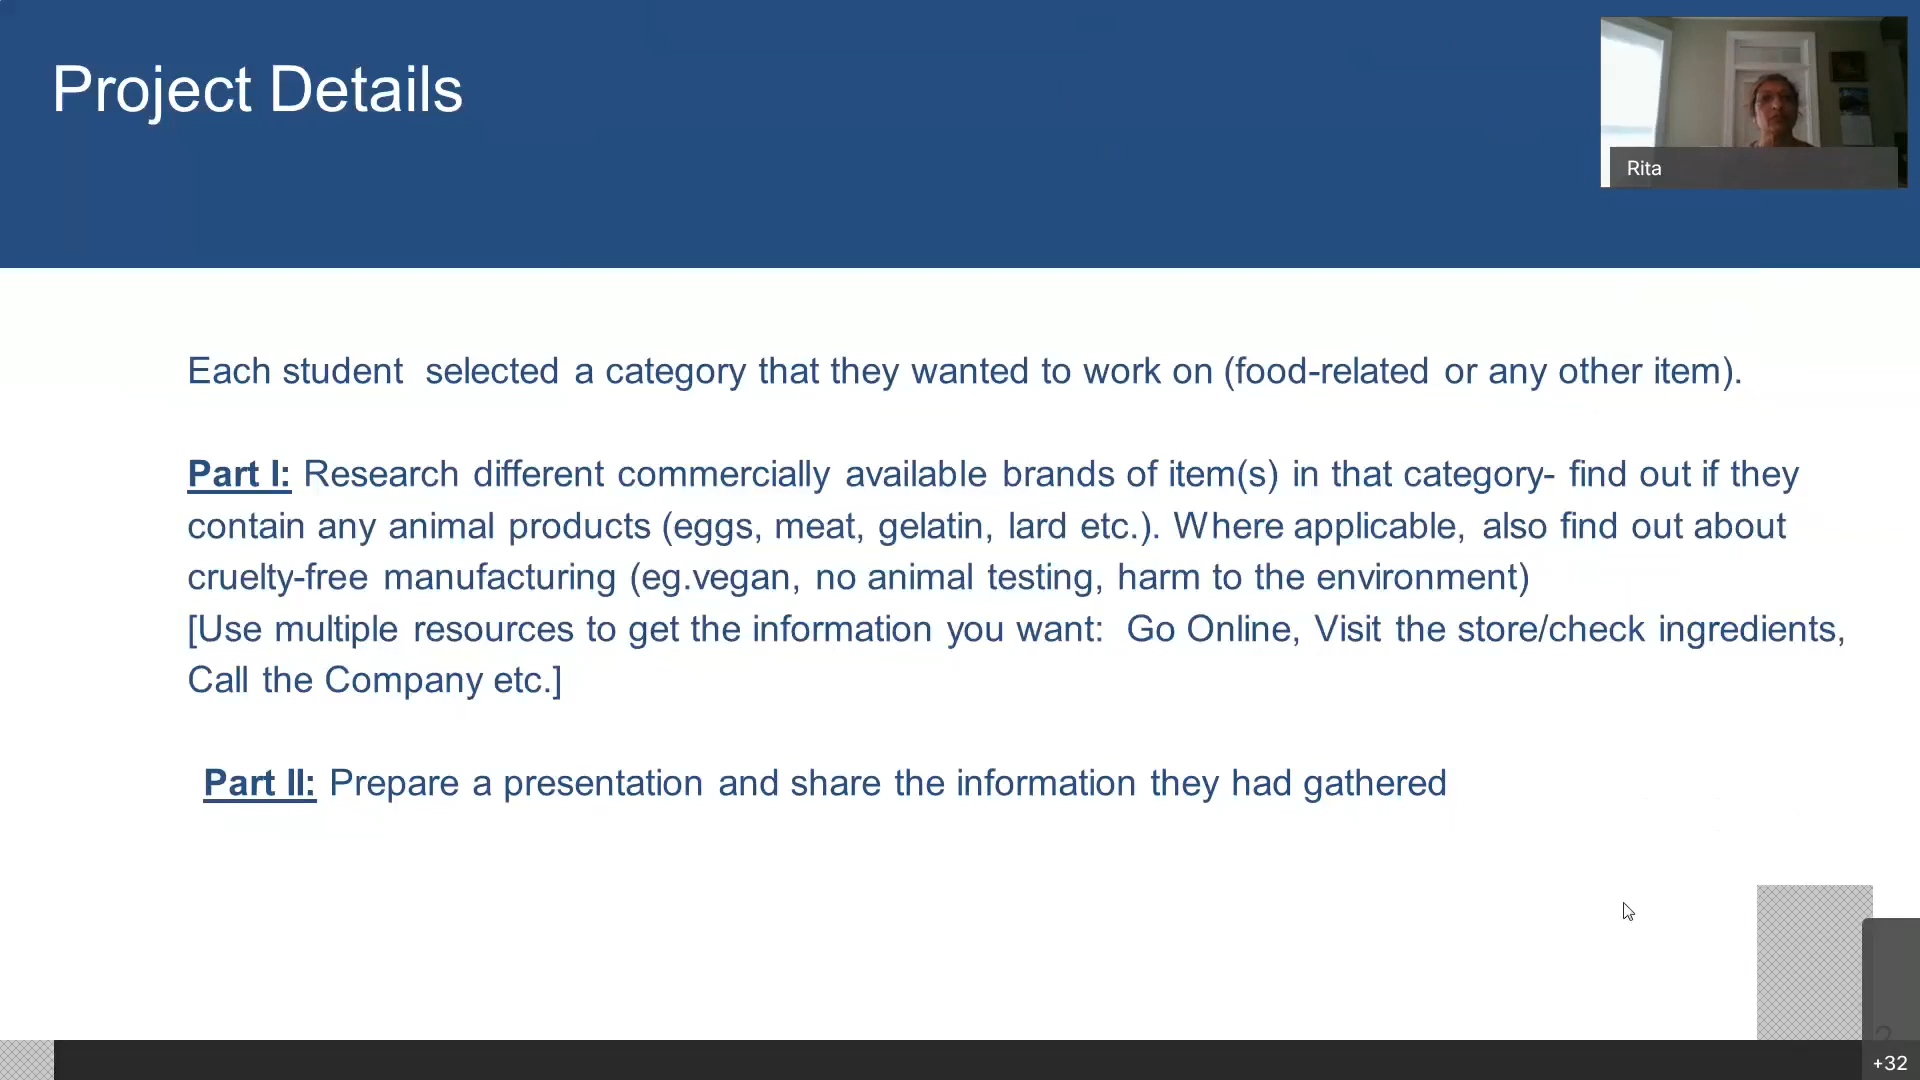 Project Details
Rita
Each student selected a category that they wanted to work on (food-related or any other item).
Part I: Research different commercially available brands of item(s) in that category- find out if they
contain any animal products (eggs, meat, gelatin, lard etc.). Where applicable, also find out about
cruelty-free manufacturing (eg.vegan, no animal testing, harm to the environment)
[Use multiple resources to get the information you want: Go Online, Visit the store/check ingredients,
Call the Company etc.]
Part II: Prepare a presentation and share the information they had gathered
2
+32